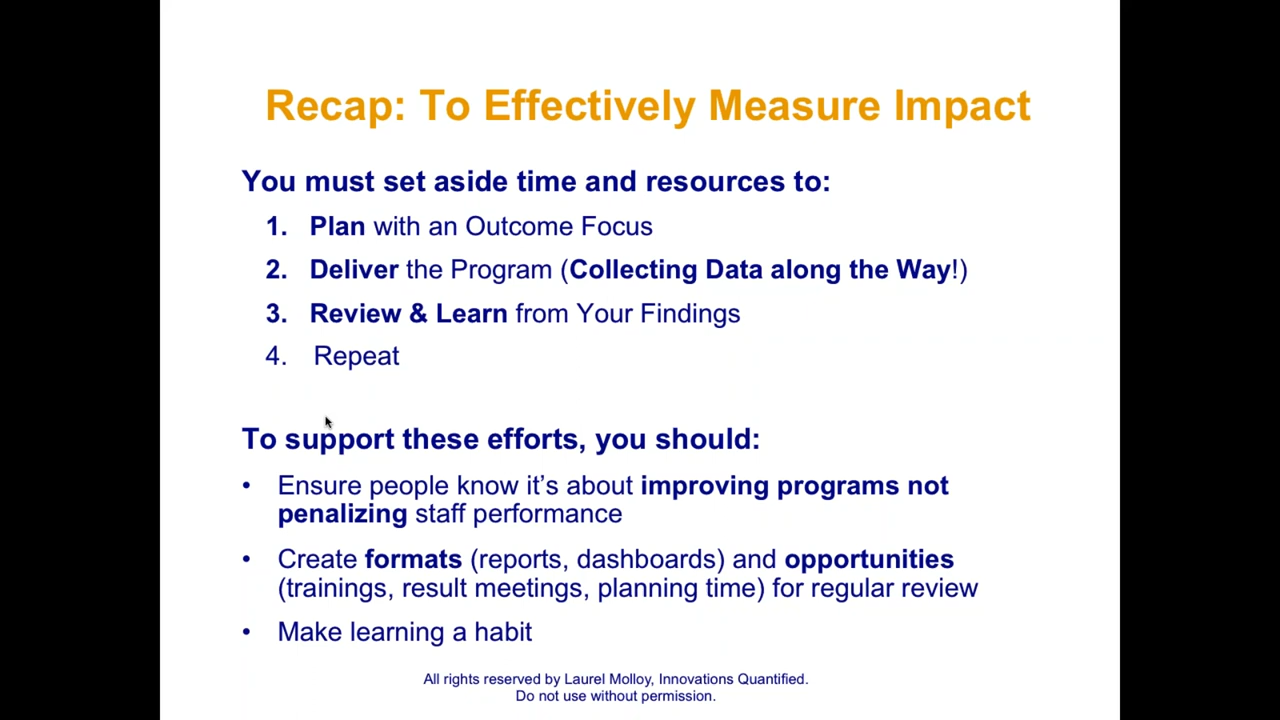 Recap: To Effectively Measure Impact
You must set aside time and resources to:
1. Plan with an Outcome Focus
2. Deliver the Program (Collecting Data along the Way!)
3. Review & Learn from Your Findings
4. Repeat
To support these efforts, you should:
• Ensure people know it’s about improving programs not
penalizing staff performance
• Create formats (reports, dashboards) and opportunities
(trainings, result meetings, planning time) for regular review
• Make learning a habit
All rights reserved by Laurel Molloy, Innovations Quantified.
Do not use without permission.